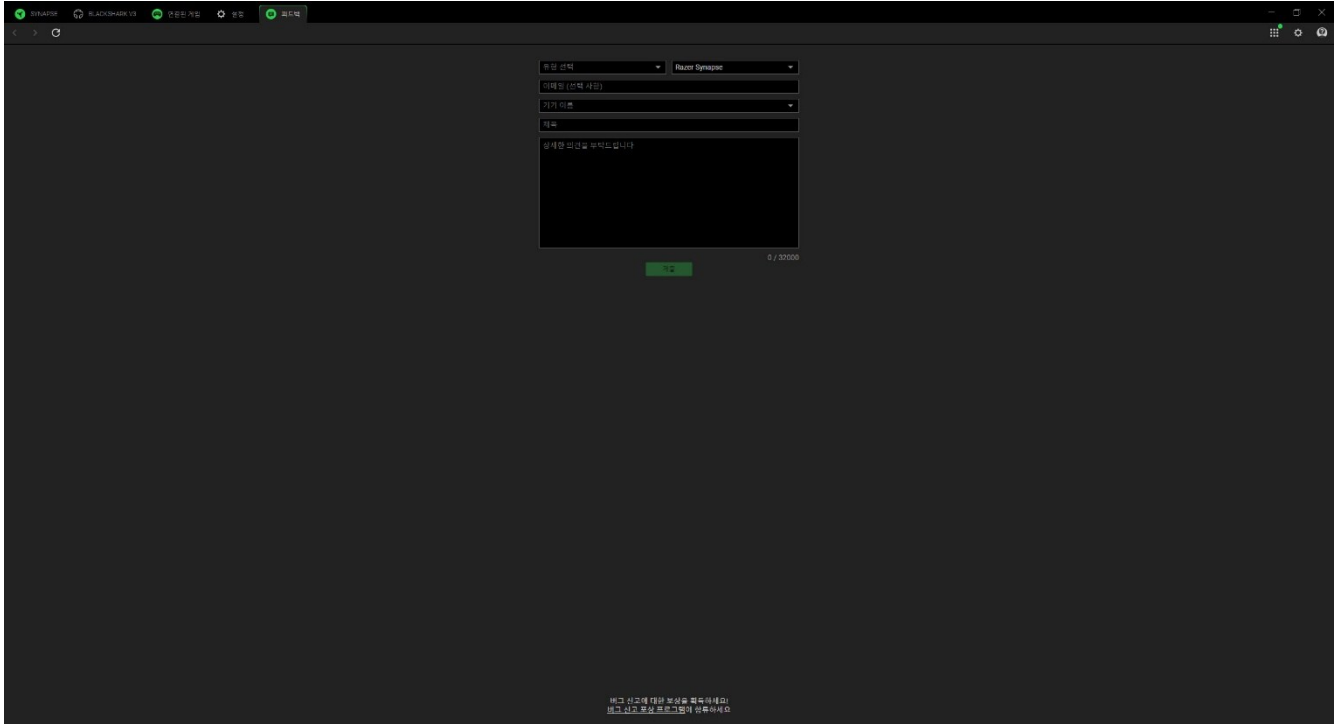 SYNAPSE BLACKSHARK V3 연결된 게임 설정 피드백
유형 선택 Razer Synapse
이메일 (선택 사항)
기기 이름
제목
상세한 의견을 부탁드립니다
0 / 32000
제출
버그 신고에 대한 보상을 획득하세요!
버그 신고 포상 프로그램에 합류하세요